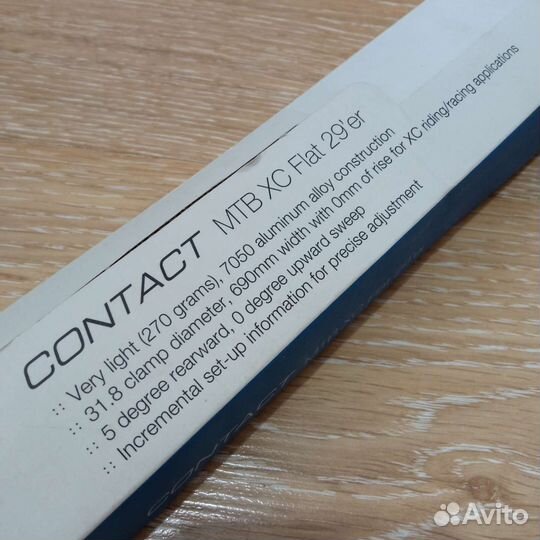 CONTACT MTB XC Flat 29'er
::: Very light (270 grams), 7050 aluminum alloy construction
::: 31.8 clamp diameter, 690mm width with 0mm of rise for XC riding/racing applications
::: 5 degree rearward, 0 degree upward sweep
::: Incremental set-up information for precise adjustment
CONTACT
Avito